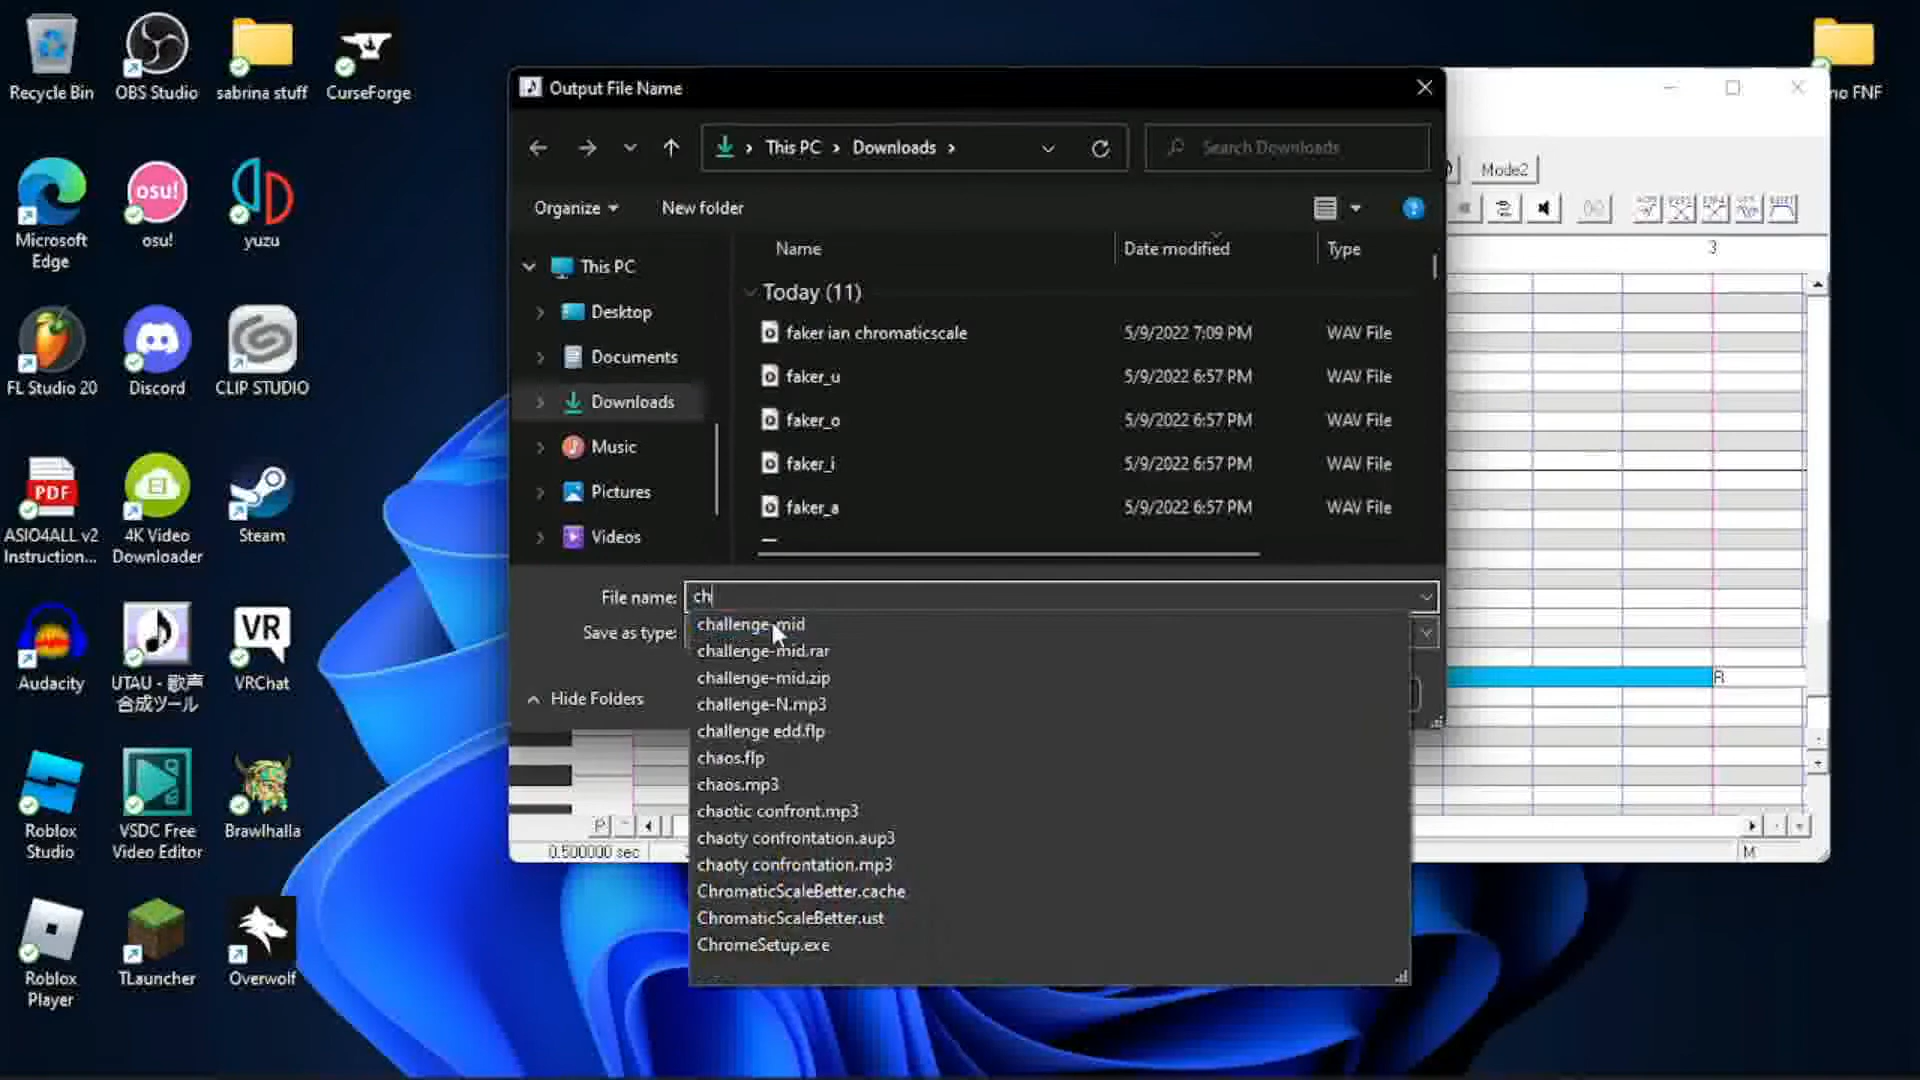 Recycle Bin
OBS Studio
sabrina stuff
CurseForge
Microsoft
Edge
osu!
osu!
yuzu
FL Studio 20
Discord
CLIP STUDIO
PDF
ASIO4ALL v2
Instruction...
4K Video
Downloader
Steam
Audacity
UTAU - 歌声
合成ツール
VR
VRChat
Roblox
Studio
VSDC Free
Video Editor
Brawlhalla
Roblox
Player
TLauncher
Overwolf
Output File Name
This PC
Downloads
Search Downloads
Organize
New folder
?
This PC
Desktop
Documents
Downloads
Music
Pictures
Videos
Name
Date modified
Type
Today (11)
faker ian chromaticscale
5/9/2022 7:09 PM
WAV File
faker_u
5/9/2022 6:57 PM
WAV File
faker_o
5/9/2022 6:57 PM
WAV File
faker_i
5/9/2022 6:57 PM
WAV File
faker_a
5/9/2022 6:57 PM
WAV File
File name:
ch
Save as type:
Hide Folders
challenge-mid
challenge-mid.rar
challenge-mid.zip
challenge-N.mp3
challenge edd.flp
chaos.flp
chaos.mp3
chaotic confront.mp3
chaoty confrontation.aup3
chaoty confrontation.mp3
ChromaticScaleBetter.cache
ChromaticScaleBetter.ust
ChromeSetup.exe
Mode2
3
R
P
0.500000 sec
M
no FNF